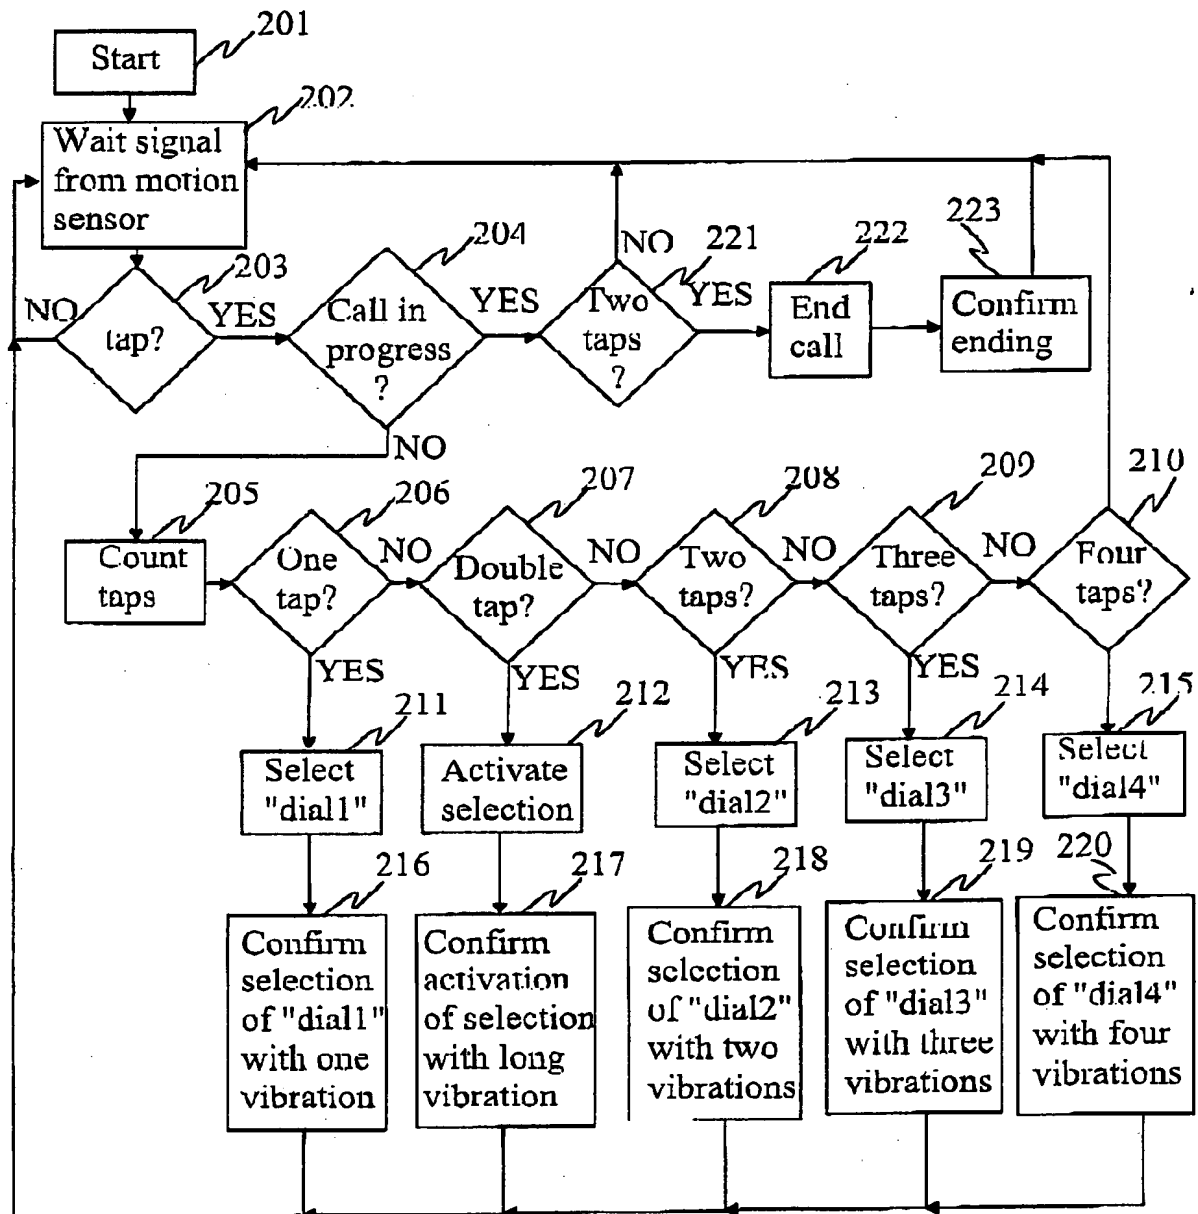 201
Start
202
Wait signal
from motion
sensor
203
NO
tap?
YES
204
Call in
progress
?
YES
NO
221
NO
Two
taps
?
YES
222
End
call
223
Confirm
ending
205
Count
taps
206
One
tap?
NO
YES
207
Double
tap?
NO
YES
208
Two
taps?
NO
YES
209
Three
taps?
NO
YES
210
Four
taps?
211
Select
"dial1"
212
Activate
selection
213
Select
"dial2"
214
Select
"dial3"
215
Select
"dial4"
216
Confirm
selection
of "dial1"
with one
vibration
217
Confirm
activation
of selection
with long
vibration
218
Confirm
selection
of "dial2"
with two
vibrations
219
Confirm
selection
of "dial3"
with three
vibrations
220
Confirm
selection
of "dial4"
with four
vibrations